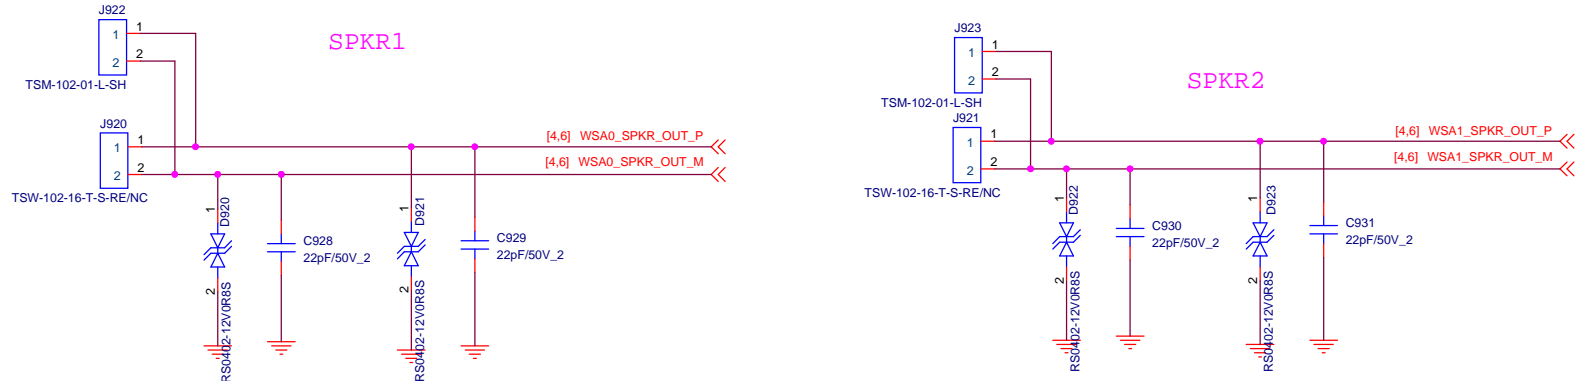 J922
1
2
1
2
TSM-102-01-L-SH
SPKR1
J920
1
2
1
2
TSW-102-16-T-S-RE/NC
[4,6] WSA0_SPKR_OUT_P
[4,6] WSA0_SPKR_OUT_M
1
D920
2
RS0402-12V0R8S
C928
22pF/50V_2
1
D921
2
RS0402-12V0R8S
C929
22pF/50V_2
J923
1
2
1
2
TSM-102-01-L-SH
SPKR2
J921
1
2
1
2
TSW-102-16-T-S-RE/NC
[4,6] WSA1_SPKR_OUT_P
[4,6] WSA1_SPKR_OUT_M
1
D922
2
RS0402-12V0R8S
C930
22pF/50V_2
1
D923
2
RS0402-12V0R8S
C931
22pF/50V_2